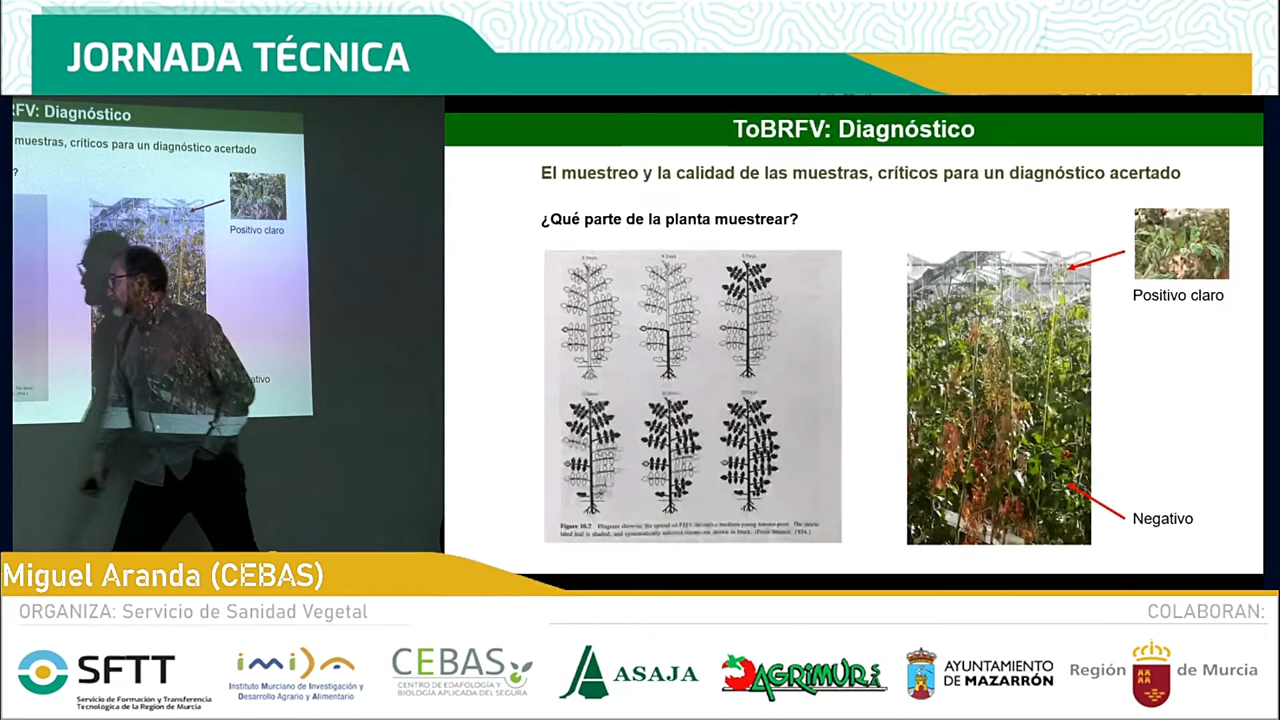 JORNADA TÉCNICA
RFV: Diagnóstico
muestras, críticos para un diagnóstico acertado
?
Positivo claro
ativo
ToBRFV: Diagnóstico
El muestreo y la calidad de las muestras, críticos para un diagnóstico acertado
¿Qué parte de la planta muestrear?
Positivo claro
Negativo
Miguel Aranda (CEBAS)
ORGANIZA: Servicio de Sanidad Vegetal
COLABORAN:
SFTT
Servicio de Formación y Transferencia
Tecnológica de la Región de Murcia
imida
Instituto Murciano de Investigación y
Desarrollo Agrario y Alimentario
CEBAS
CENTRO DE EDAFOLOGÍA Y
BIOLOGÍA APLICADA DEL SEGURA
ASAJA
AGRIMUR
AYUNTAMIENTO
DE MAZARRÓN
Región de Murcia